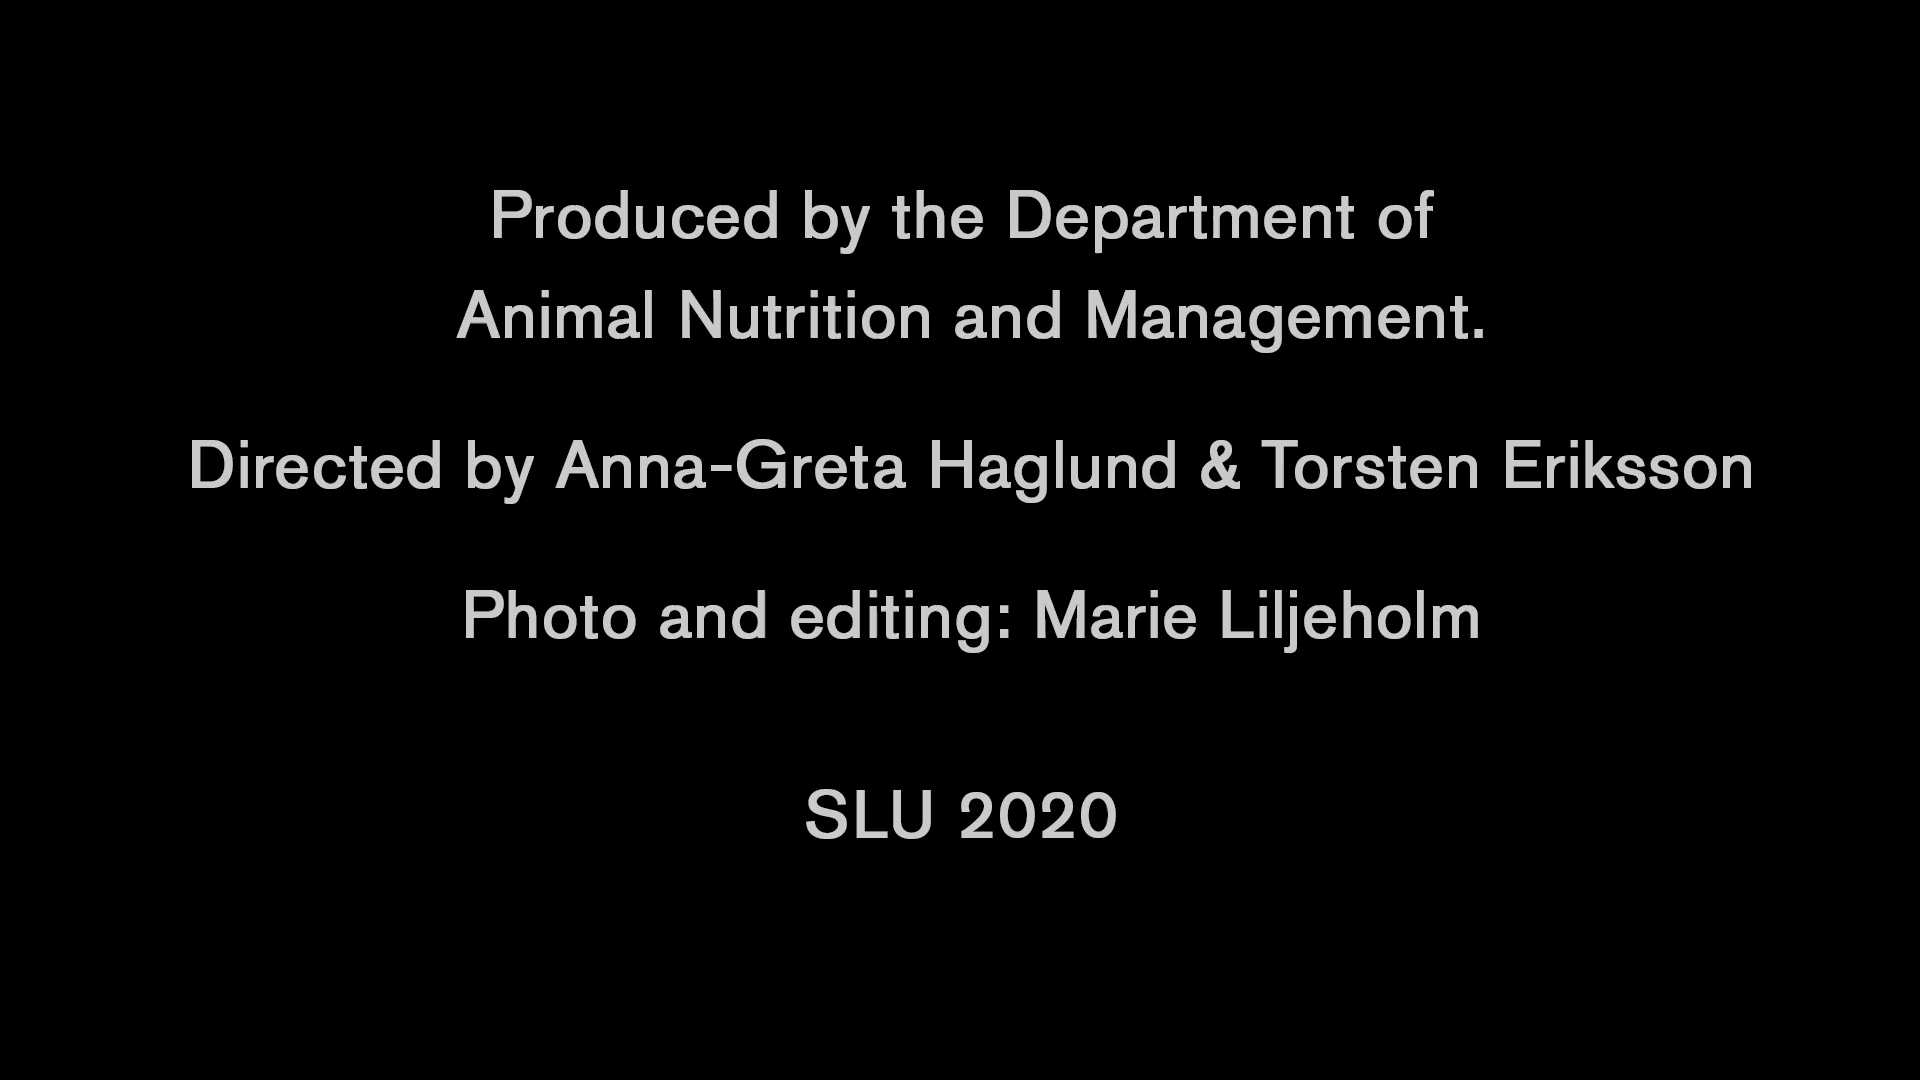 Produced by the Department of
Animal Nutrition and Management.
Directed by Anna-Greta Haglund & Torsten Eriksson
Photo and editing: Marie Liljeholm
SLU 2020